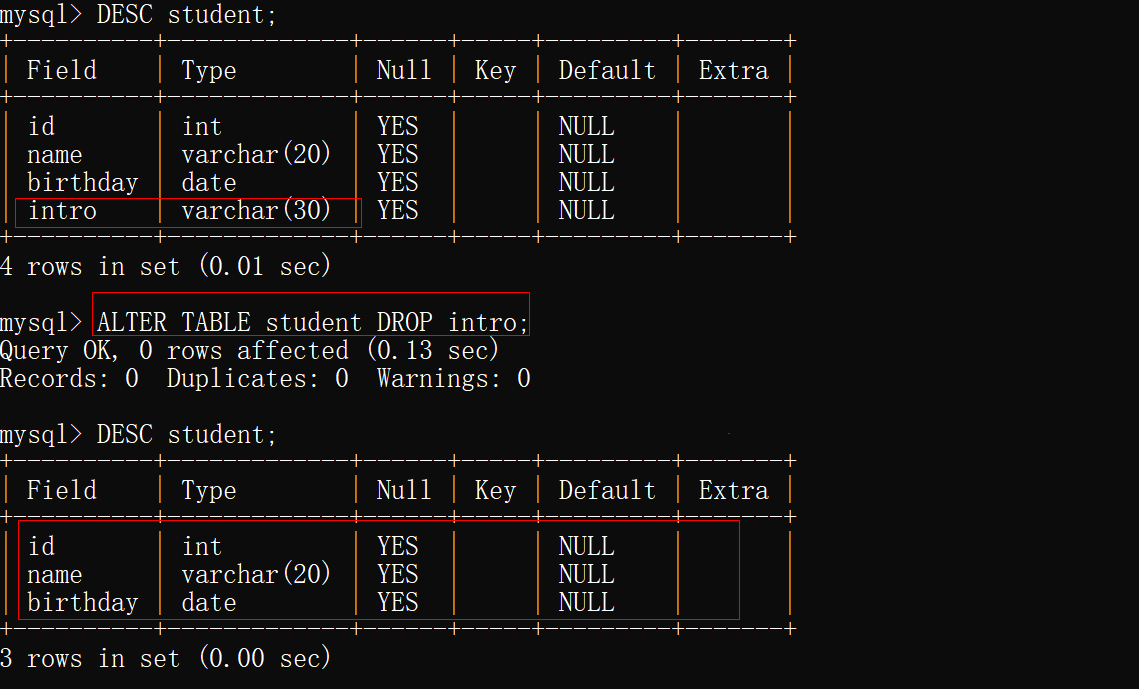 mysql> DESC student;
+----------+-------------+------+-----+---------+-------+
| Field    | Type        | Null | Key | Default | Extra |
+----------+-------------+------+-----+---------+-------+
| id       | int         | YES  |     | NULL    |       |
| name     | varchar(20) | YES  |     | NULL    |       |
| birthday | date        | YES  |     | NULL    |       |
| intro    | varchar(30) | YES  |     | NULL    |       |
+----------+-------------+------+-----+---------+-------+
4 rows in set (0.01 sec)
mysql> ALTER TABLE student DROP intro;
Query OK, 0 rows affected (0.13 sec)
Records: 0  Duplicates: 0  Warnings: 0
mysql> DESC student;
+----------+-------------+------+-----+---------+-------+
| Field    | Type        | Null | Key | Default | Extra |
+----------+-------------+------+-----+---------+-------+
| id       | int         | YES  |     | NULL    |       |
| name     | varchar(20) | YES  |     | NULL    |       |
| birthday | date        | YES  |     | NULL    |       |
+----------+-------------+------+-----+---------+-------+
3 rows in set (0.00 sec)